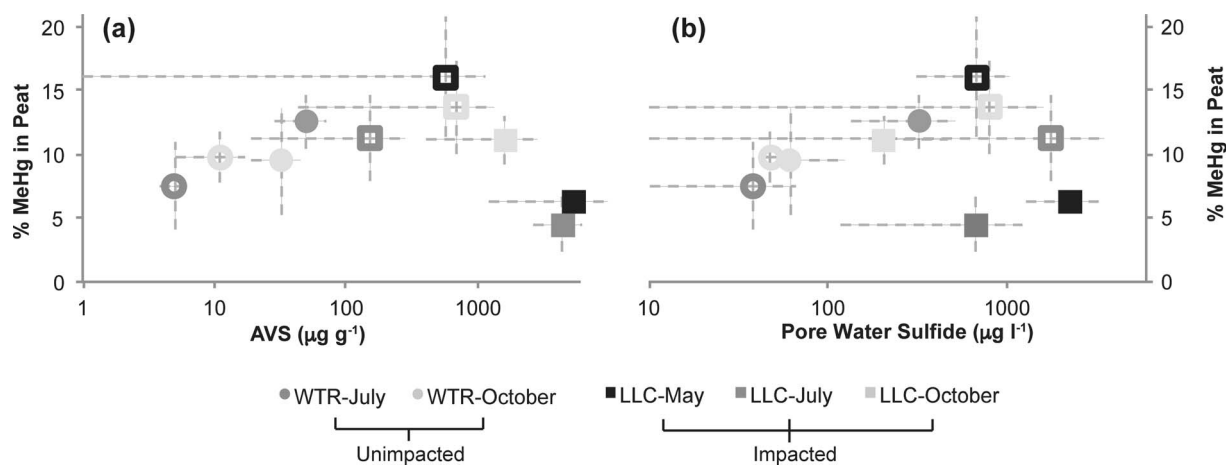 (a)
(b)
20
15
10
5
0
% MeHg in Peat
1
10
100
1000
AVS (μg g⁻¹)
10
100
1000
Pore Water Sulfide (μg l⁻¹)
20
15
10
5
0
% MeHg in Peat
WTR-July WTR-October LLC-May LLC-July LLC-October
Unimpacted Impacted